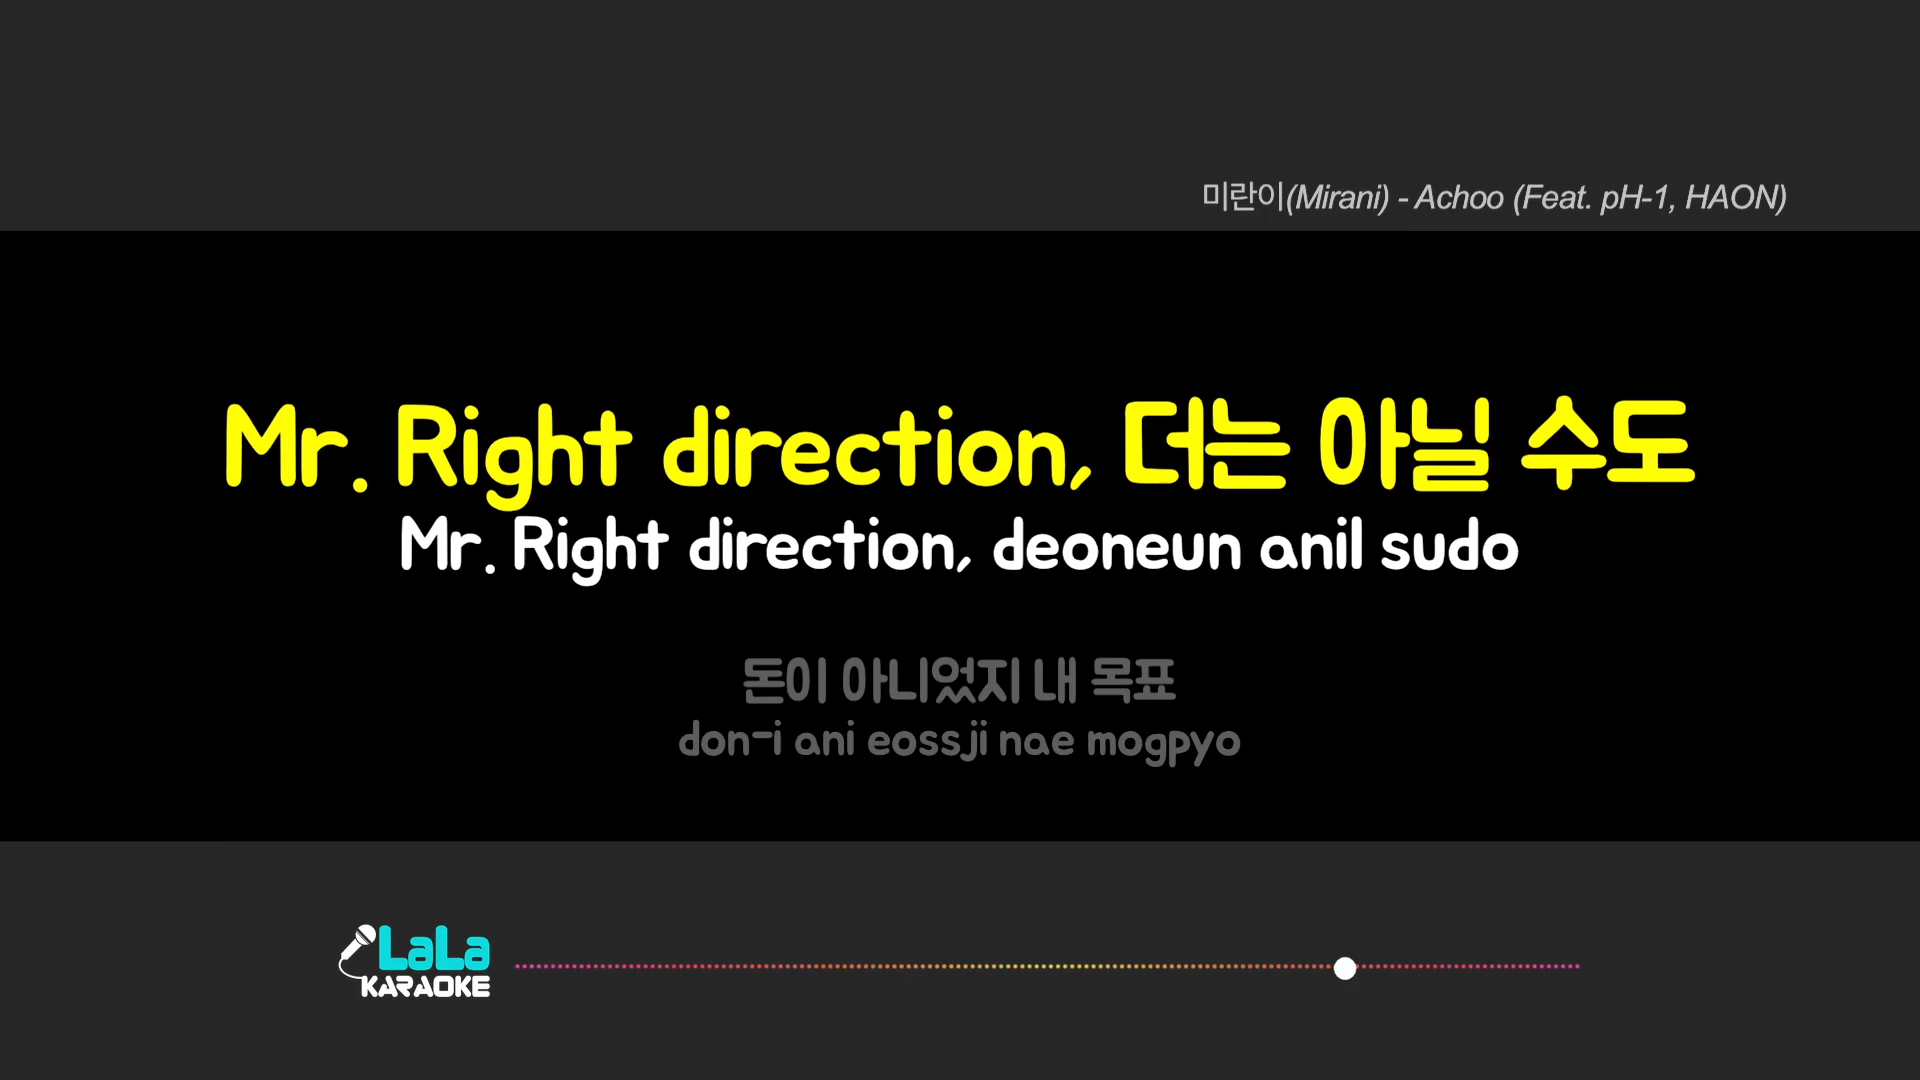 미란이(Mirani) - Achoo (Feat. pH-1, HAON)
Mr. Right direction, 더는 아닐 수도
Mr. Right direction, deoneun anil sudo
돈이 아니었지 내 목표
don-i ani eossji nae mogpyo
LaLa
KARAOKE